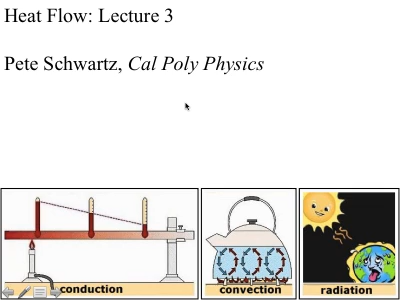 Heat Flow: Lecture 3
Pete Schwartz, Cal Poly Physics
conduction
convection
radiation